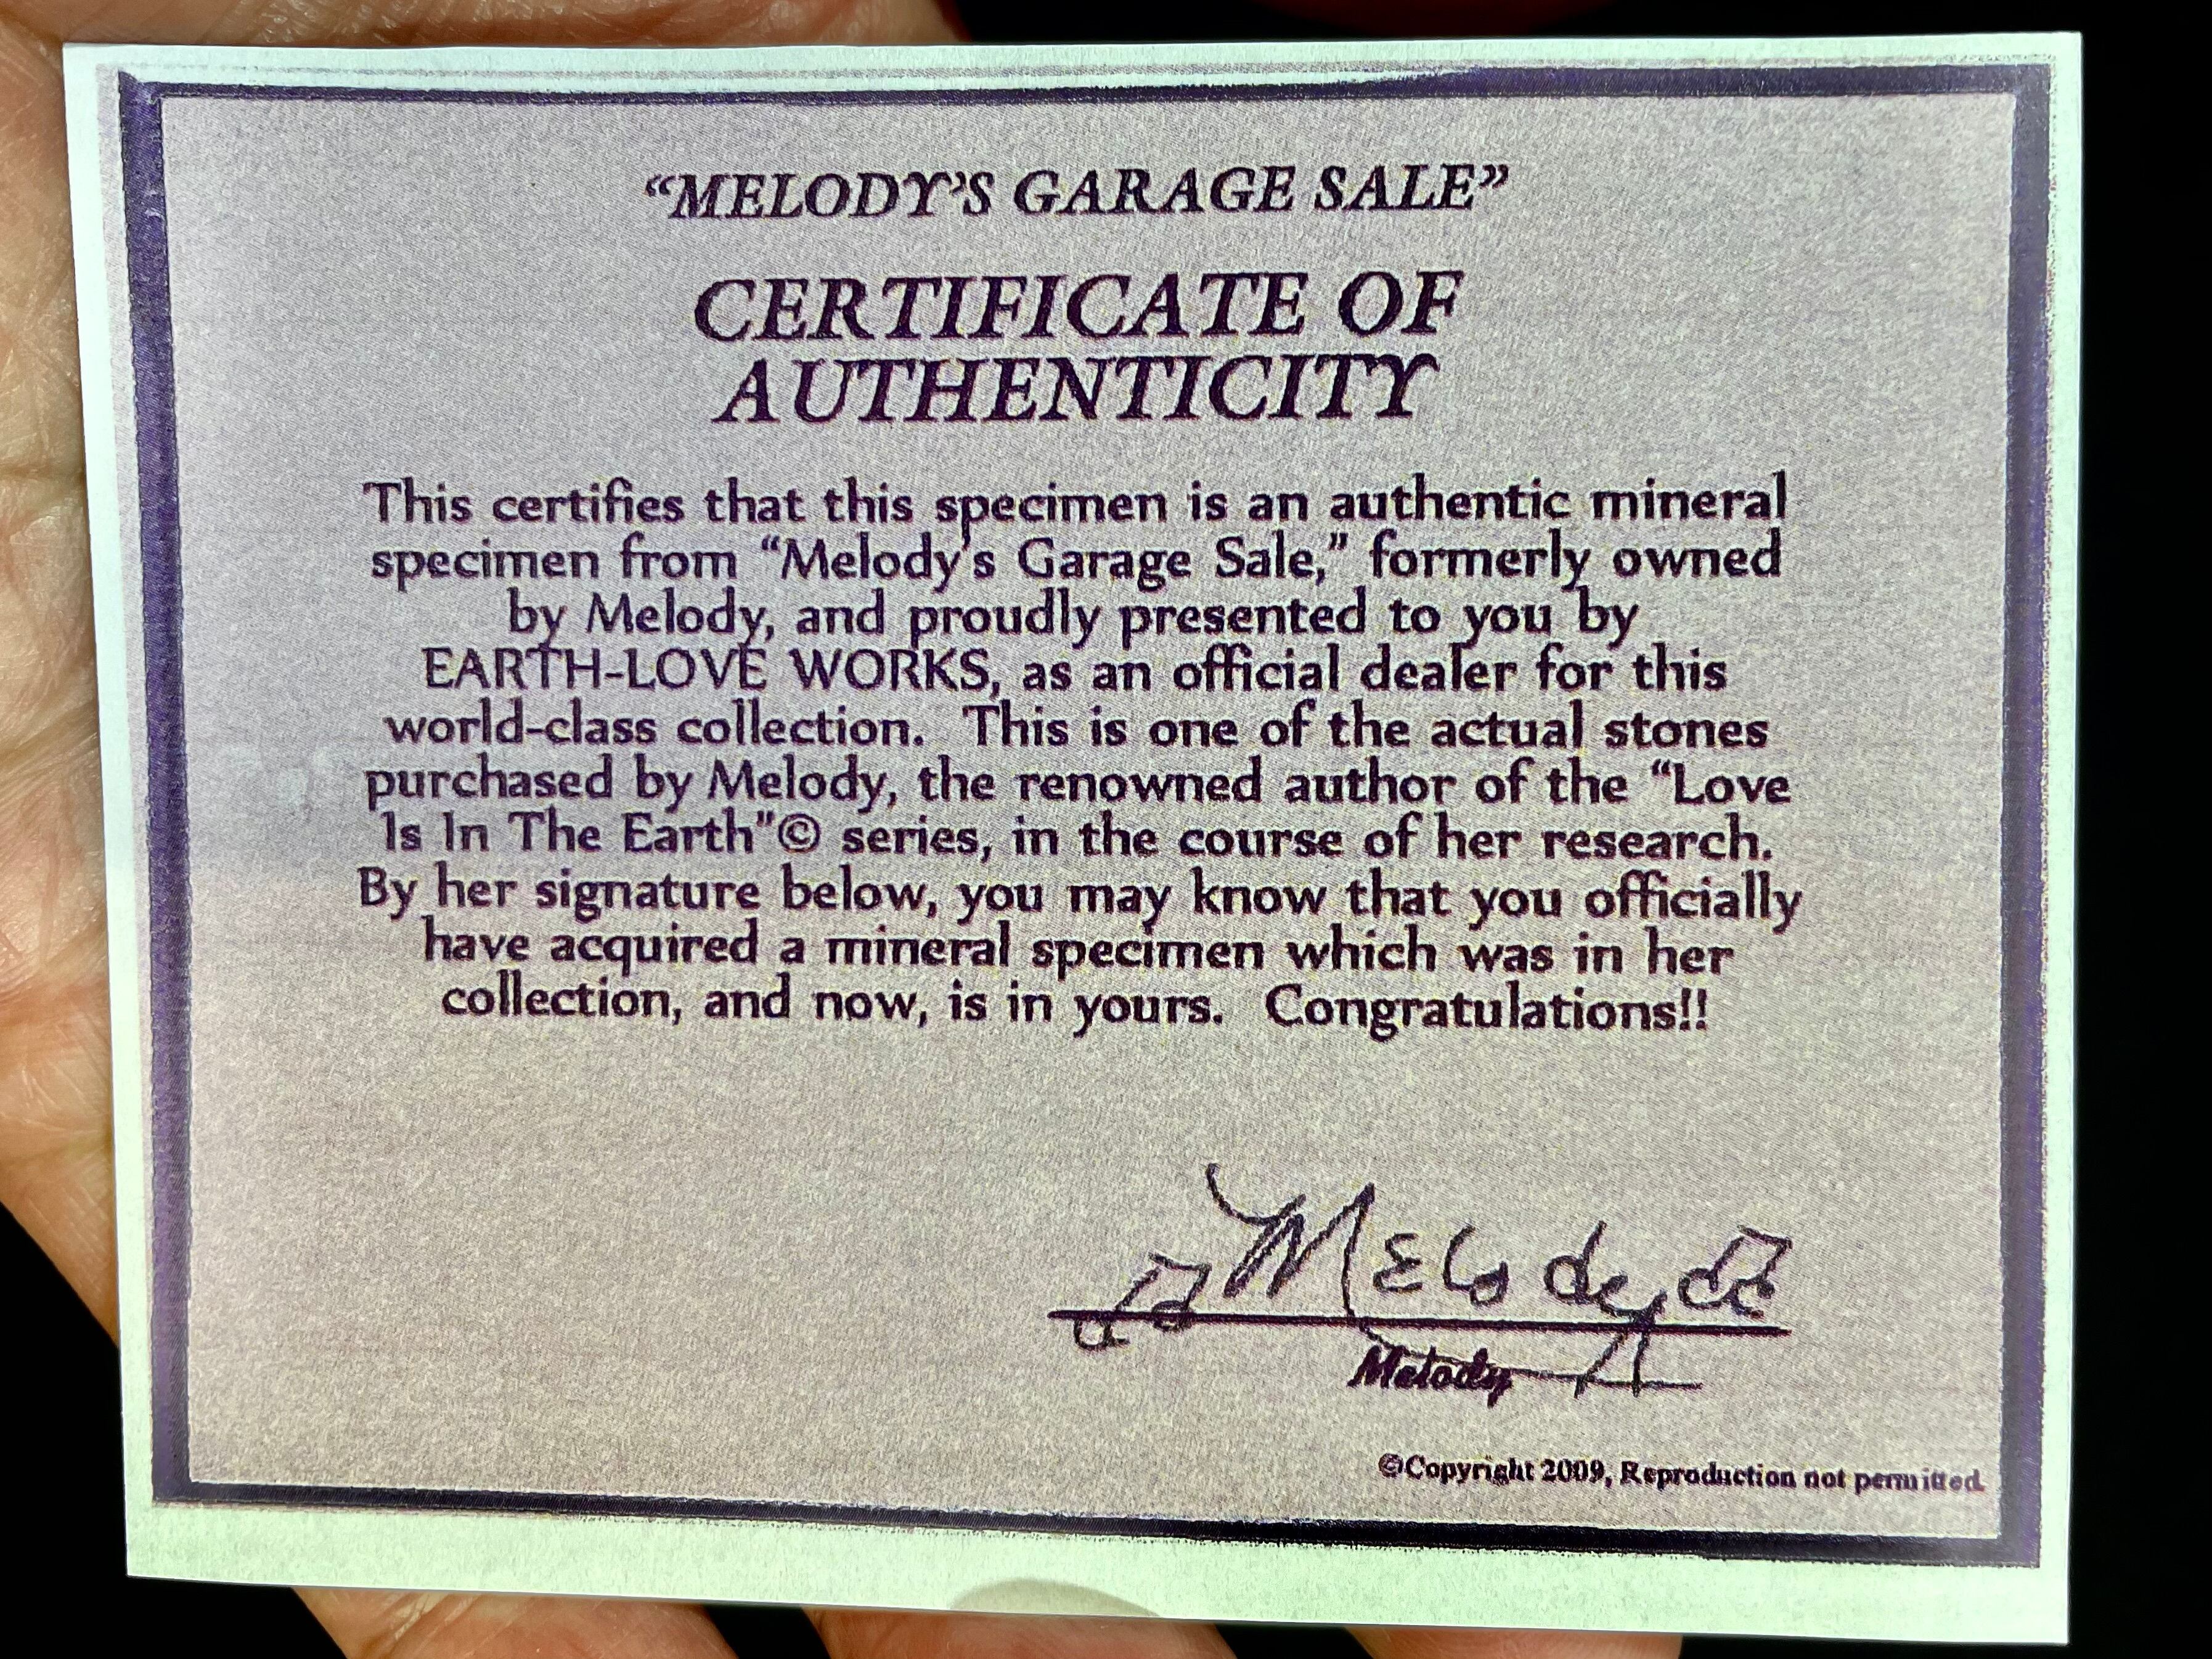 “MELODY’S GARAGE SALE”
CERTIFICATE OF
AUTHENTICITY
This certifies that this specimen is an authentic mineral
specimen from “Melody’s Garage Sale,” formerly owned
by Melody, and proudly presented to you by
EARTH-LOVE WORKS, as an official dealer for this
world-class collection.  This is one of the actual stones
purchased by Melody, the renowned author of the “Love
Is In The Earth”© series, in the course of her research.
By her signature below, you may know that you officially
have acquired a mineral specimen which was in her
collection, and now, is in yours.  Congratulations!!
Melody
Melody
©Copyright 2009, Reproduction not permitted.